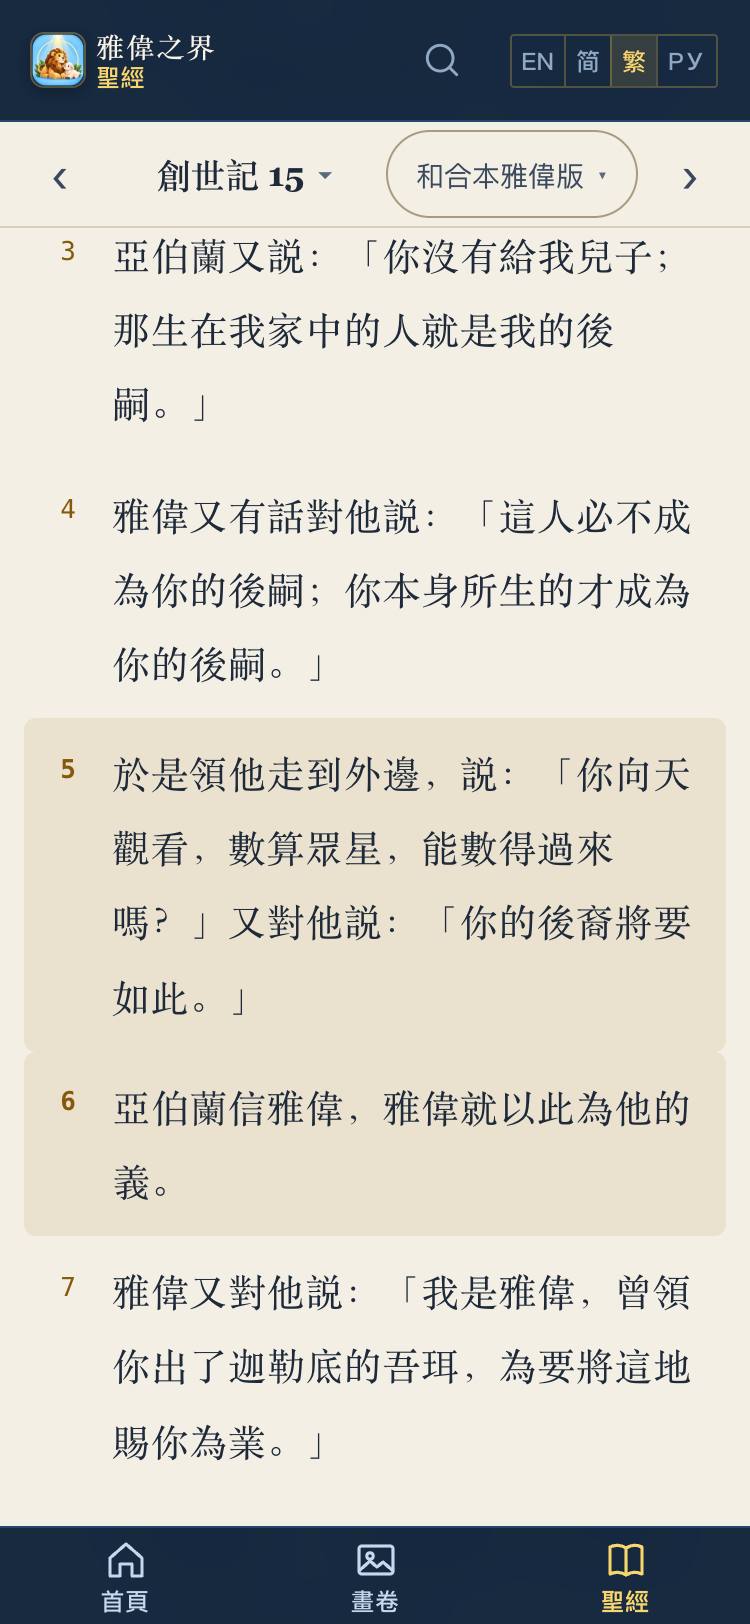 雅偉之界
聖經
EN 简 繁 РУ
‹ 創世記 15 和合本雅偉版 ›
3 亞伯蘭又説：「你沒有給我兒子；
那生在我家中的人就是我的後
嗣。」
4 雅偉又有話對他説：「這人必不成
為你的後嗣；你本身所生的才成為
你的後嗣。」
5 於是領他走到外邊，説：「你向天
觀看，數算眾星，能數得過來
嗎？」又對他説：「你的後裔將要
如此。」
6 亞伯蘭信雅偉，雅偉就以此為他的
義。
7 雅偉又對他説：「我是雅偉，曾領
你出了迦勒底的吾珥，為要將這地
賜你為業。」
首頁 畫卷 聖經